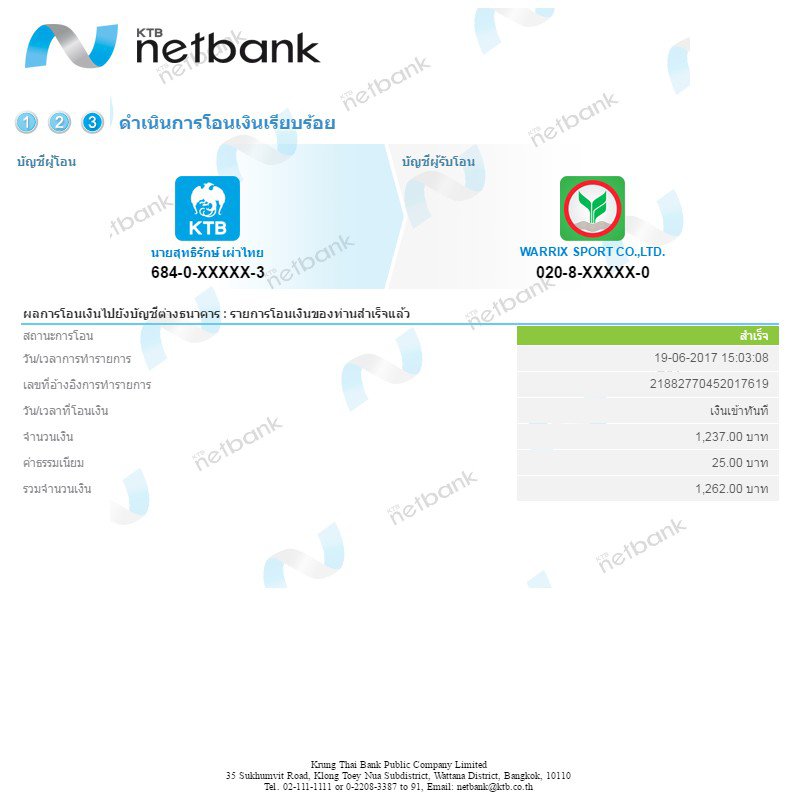 KTB
netbank
1 2 3 ดำเนินการโอนเงินเรียบร้อย
บัญชีผู้โอน บัญชีผู้รับโอน
KTB
นายสุทธิรักษ์ เผ่าไทย WARRIX SPORT CO.,LTD.
684-0-XXXXX-3 020-8-XXXXX-0
ผลการโอนเงินไปยังบัญชีต่างธนาคาร : รายการโอนเงินของท่านสำเร็จแล้ว
สถานะการโอน สำเร็จ
วัน/เวลาการทำรายการ 19-06-2017 15:03:08
เลขที่อ้างอิงการทำรายการ 21882770452017619
วัน/เวลาที่โอนเงิน เงินเข้าทันที
จำนวนเงิน 1,237.00 บาท
ค่าธรรมเนียม 25.00 บาท
รวมจำนวนเงิน 1,262.00 บาท
Krung Thai Bank Public Company Limited
35 Sukhumvit Road, Klong Toey Nua Subdistrict, Wattana District, Bangkok, 10110
Tel. 02-111-1111 or 0-2208-3387 to 91, Email: netbank@ktb.co.th